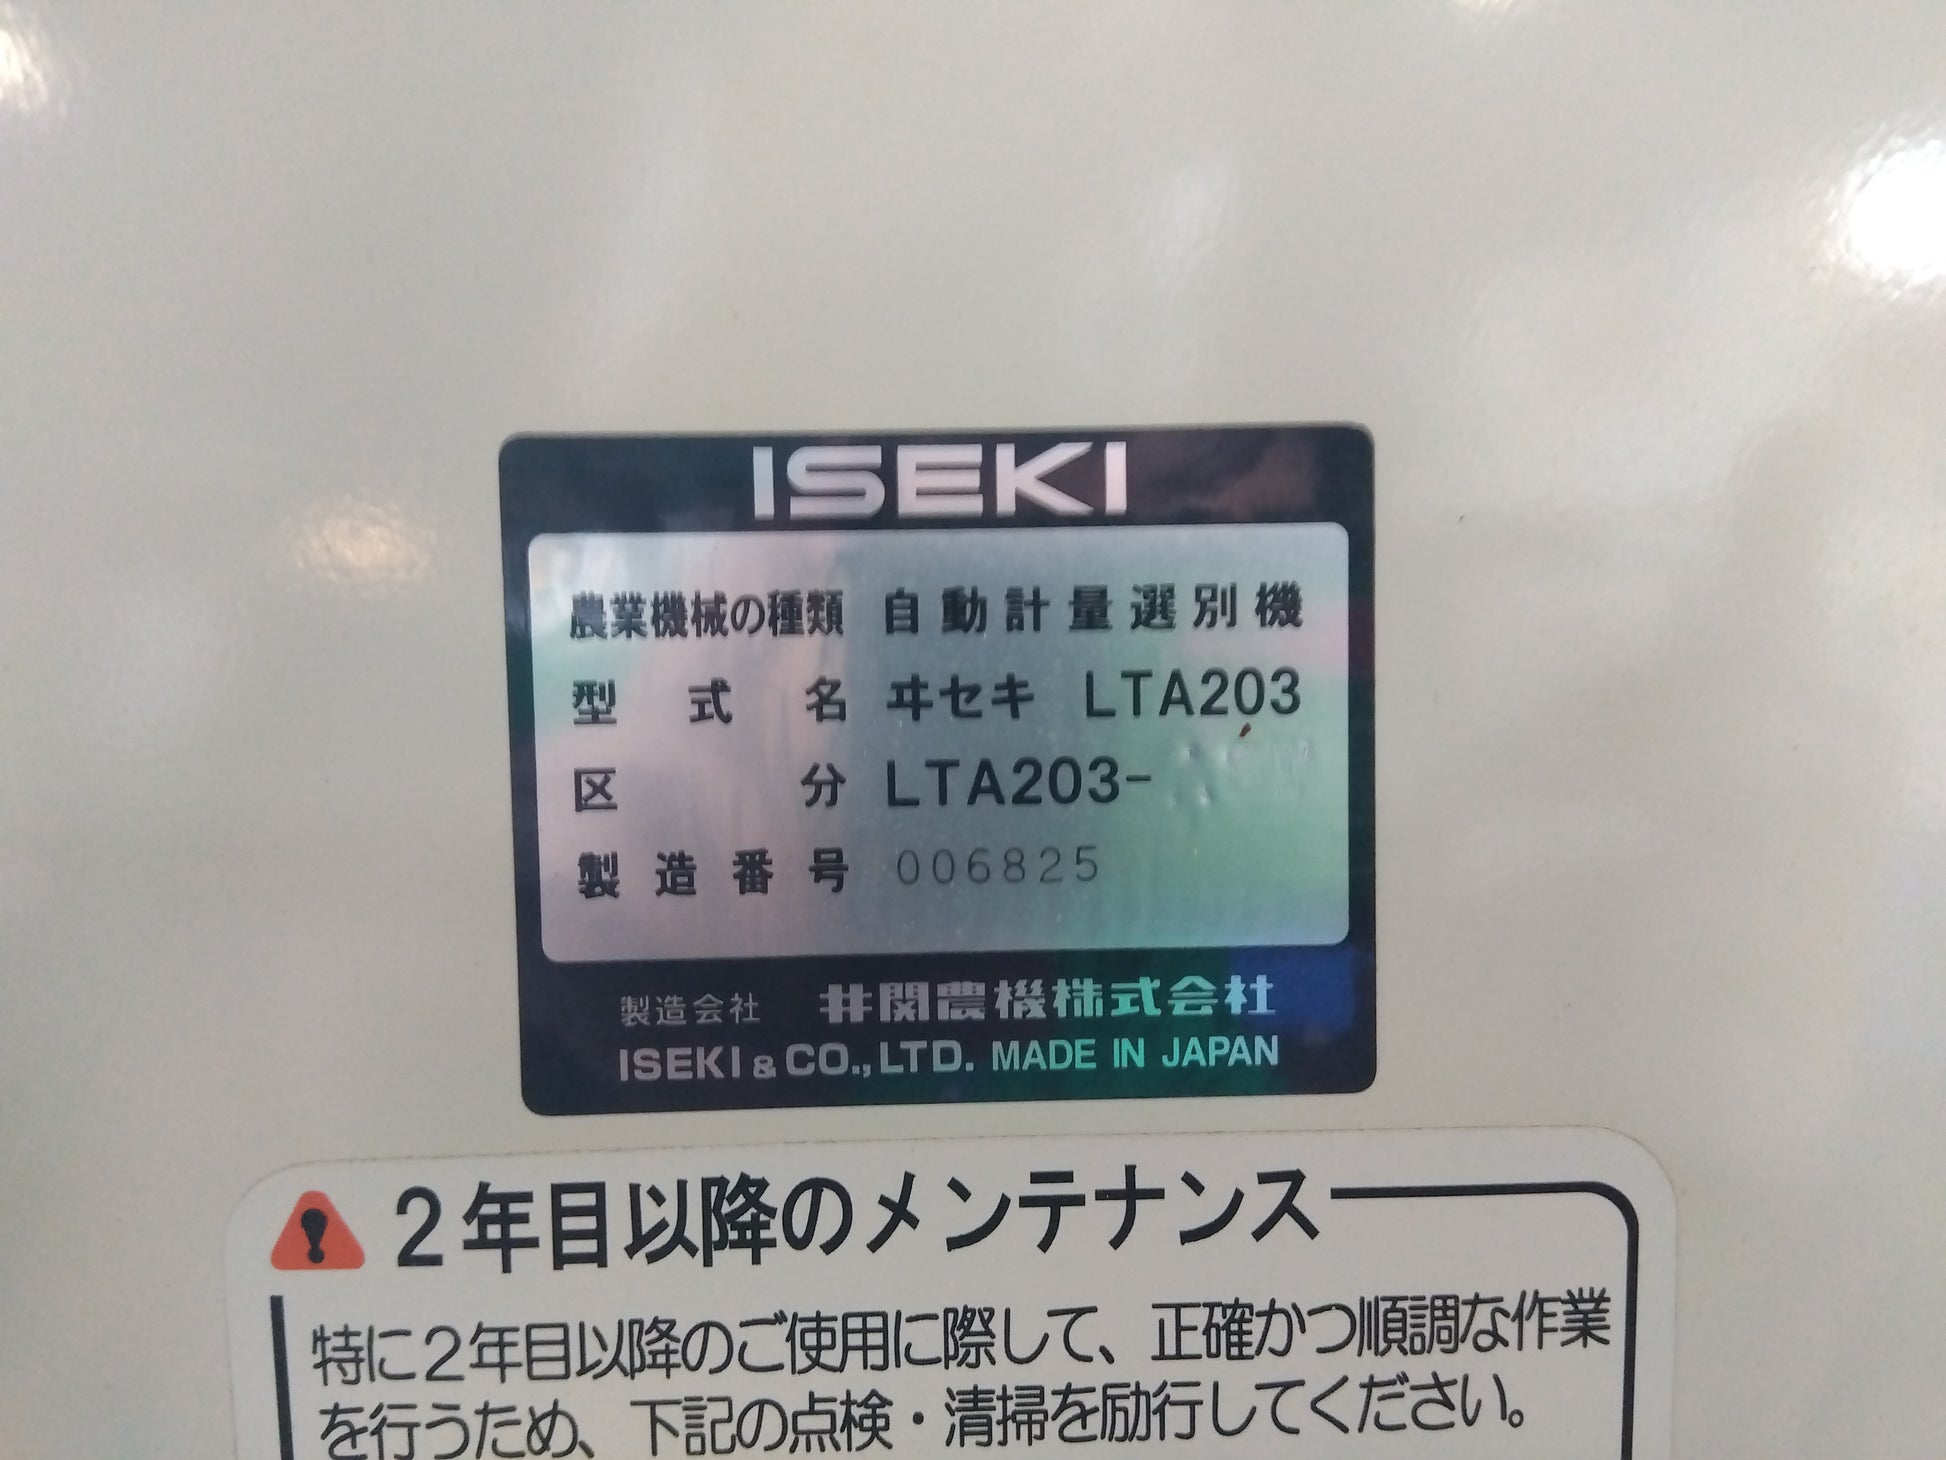 ISEKI
農業機械の種類 自動計量選別機
型式名 ヰセキ LTA203
区分 LTA203-
製造番号 006825
製造会社 井関農機株式会社
ISEKI & CO., LTD. MADE IN JAPAN
2年目以降のメンテナンス
特に2年目以降のご使用に際して、正確かつ順調な作業
を行うため、下記の点検・清掃を励行してください。